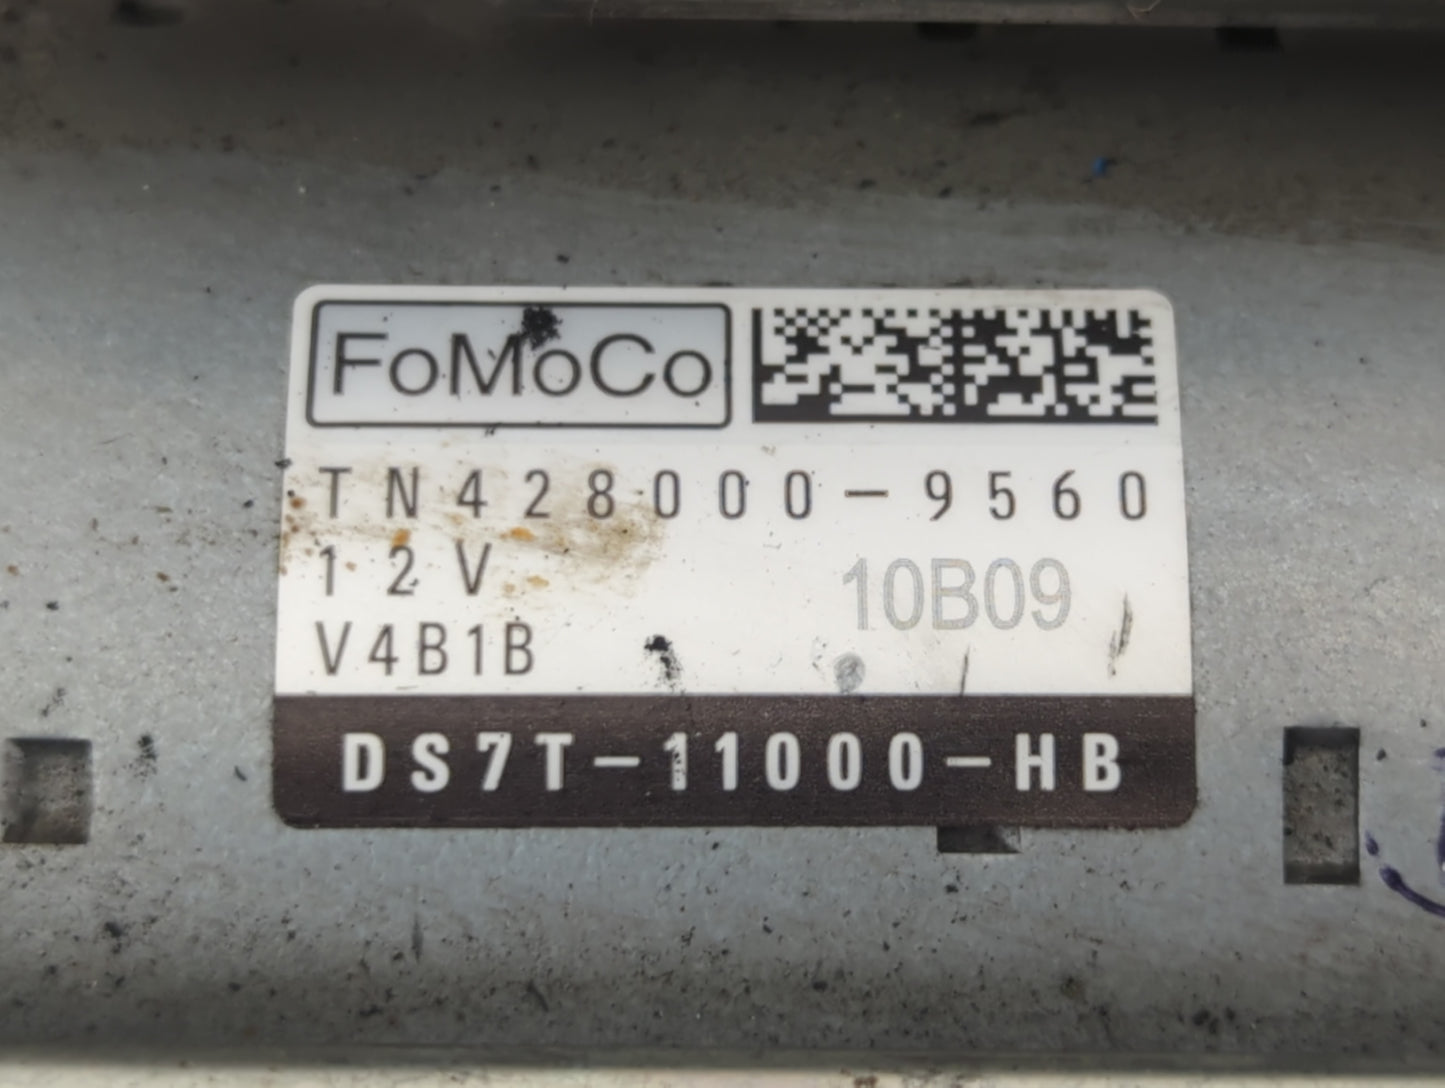 FoMoCo
TN428000-9560
12V
10B09
V4B1B
DS7T-11000-HB